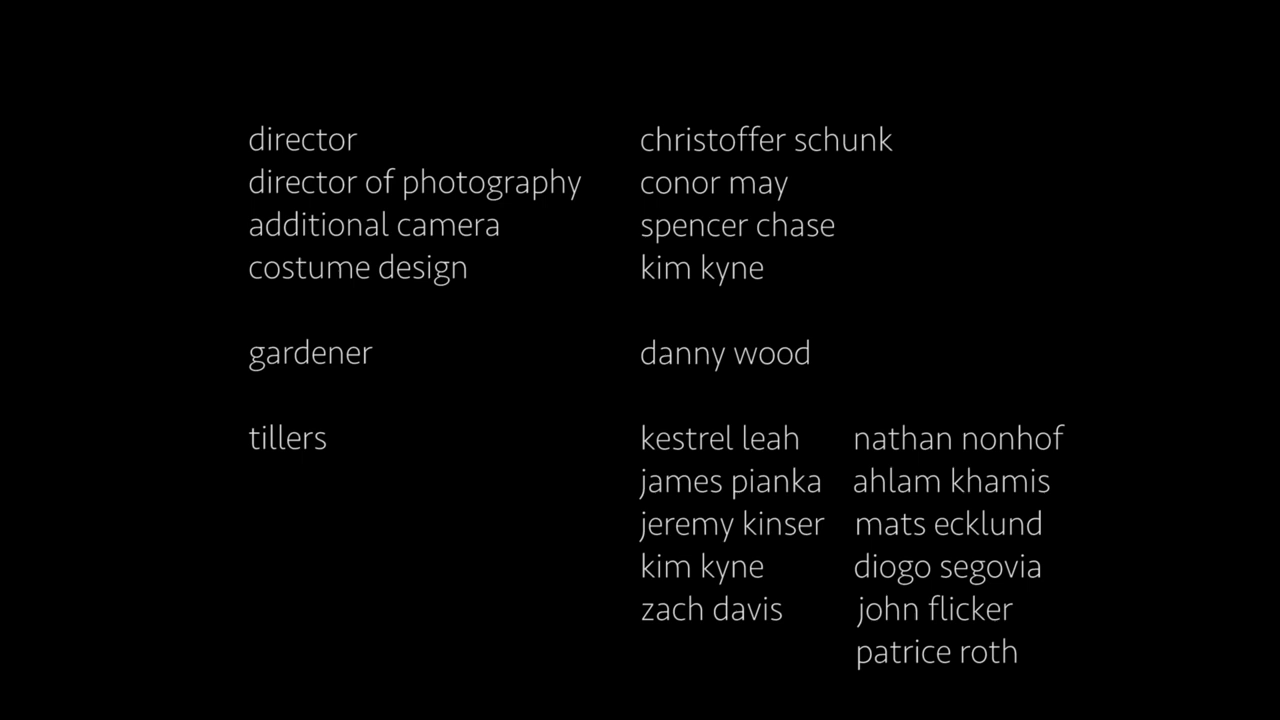 director christoffer schunk
director of photography conor may
additional camera spencer chase
costume design kim kyne
gardener danny wood
tillers kestrel leah nathan nonhof
james pianka ahlam khamis
jeremy kinser mats ecklund
kim kyne diogo segovia
zach davis john flicker
patrice roth